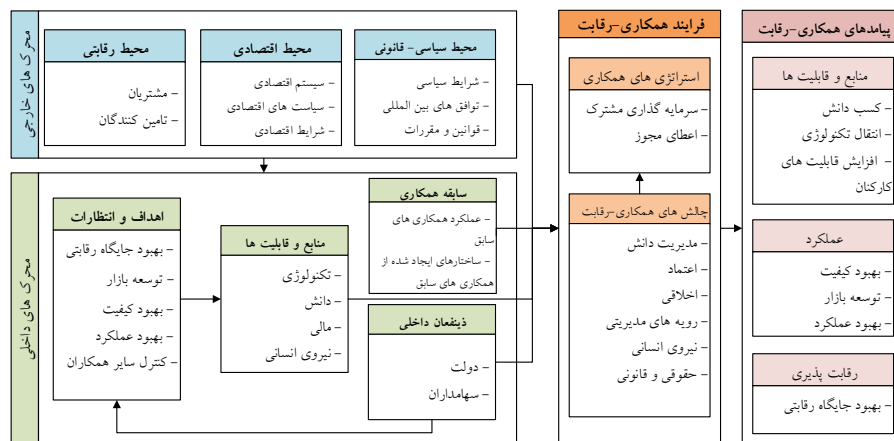 محرک های خارجی
محیط رقابتی
– مشتریان
– تامین کنندگان
محیط اقتصادی
– سیستم اقتصادی
– سیاست های اقتصادی
– شرایط اقتصادی
محیط سیاسی- قانونی
– شرایط سیاسی
– توافق های بین المللی
– قوانین و مقررات
محرک های داخلی
اهداف و انتظارات
– بهبود جایگاه رقابتی
– توسعه بازار
– بهبود کیفیت
– بهبود عملکرد
– کنترل سایر همکاران
منابع و قابلیت ها
– تکنولوژی
– دانش
– مالی
– نیروی انسانی
سابقه همکاری
– عملکرد همکاری های
سابق
– ساختارهای ایجاد شده از
همکاری های سابق
ذینفعان داخلی
– دولت
– سهامداران
فرایند همکاری-رقابت
استراتژی های همکاری
– سرمایه گذاری مشترک
– اعطای مجوز
چالش های همکاری-رقابت
– مدیریت دانش
– اعتماد
– اخلاقی
– رویه های مدیریتی
– نیروی انسانی
– حقوقی و قانونی
پیامدهای همکاری-رقابت
منابع و قابلیت ها
– کسب دانش
– انتقال تکنولوژی
– افزایش قابلیت های
کارکنان
عملکرد
– بهبود کیفیت
– توسعه بازار
– بهبود عملکرد
رقابت پذیری
– بهبود جایگاه رقابتی